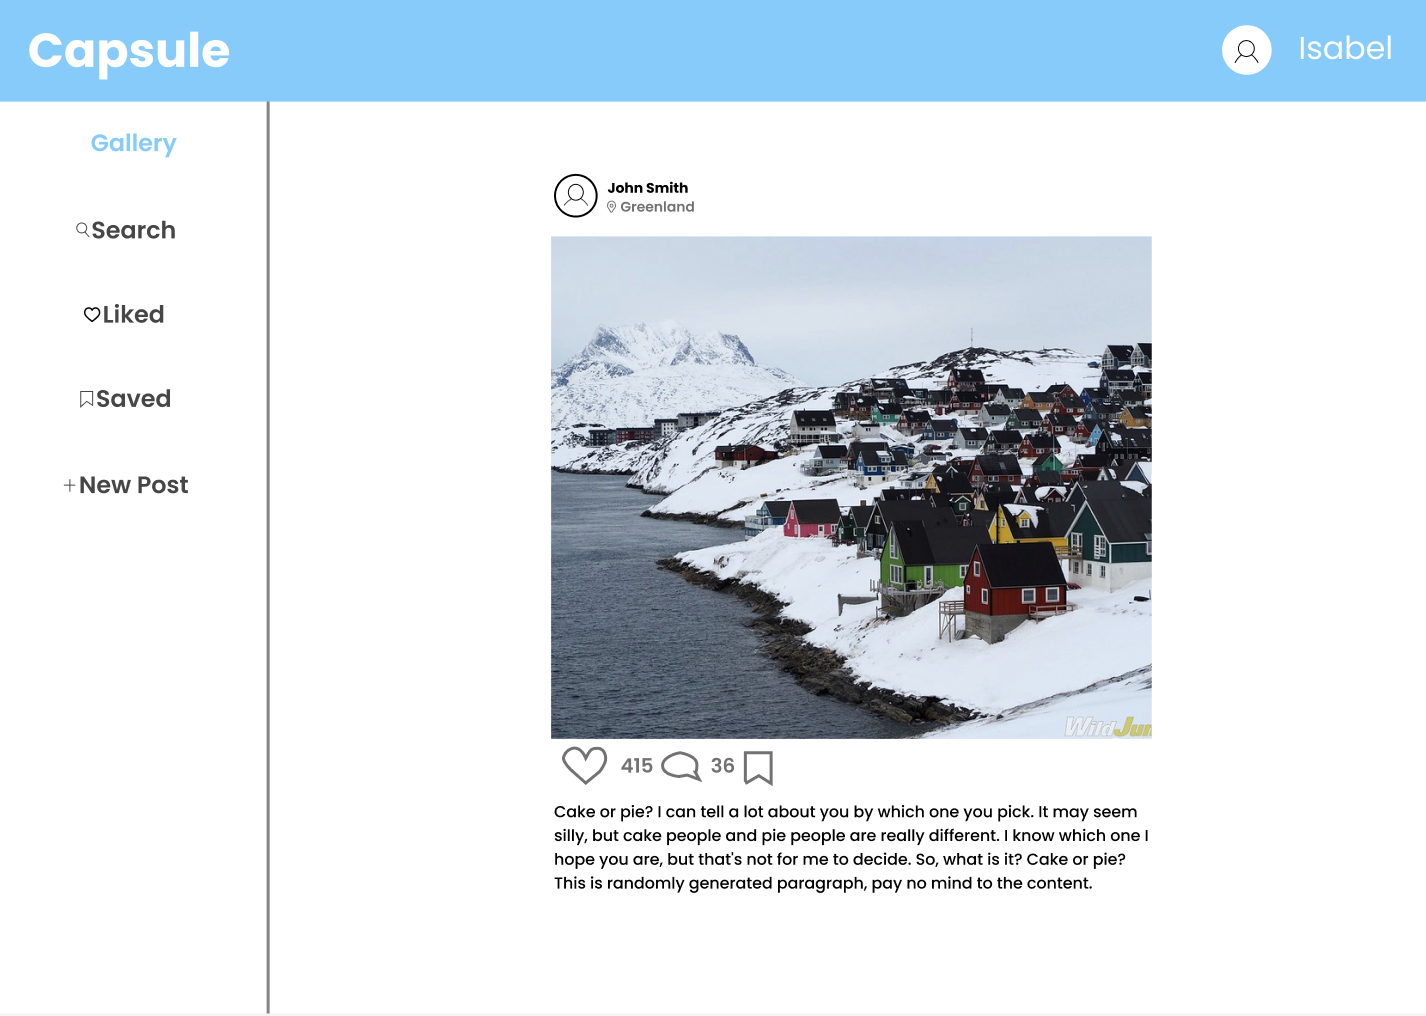 Capsule
Isabel
Gallery
Search
Liked
Saved
New Post
John Smith
Greenland
WildJun
415
36
Cake or pie? I can tell a lot about you by which one you pick. It may seem
silly, but cake people and pie people are really different. I know which one I
hope you are, but that's not for me to decide. So, what is it? Cake or pie?
This is randomly generated paragraph, pay no mind to the content.